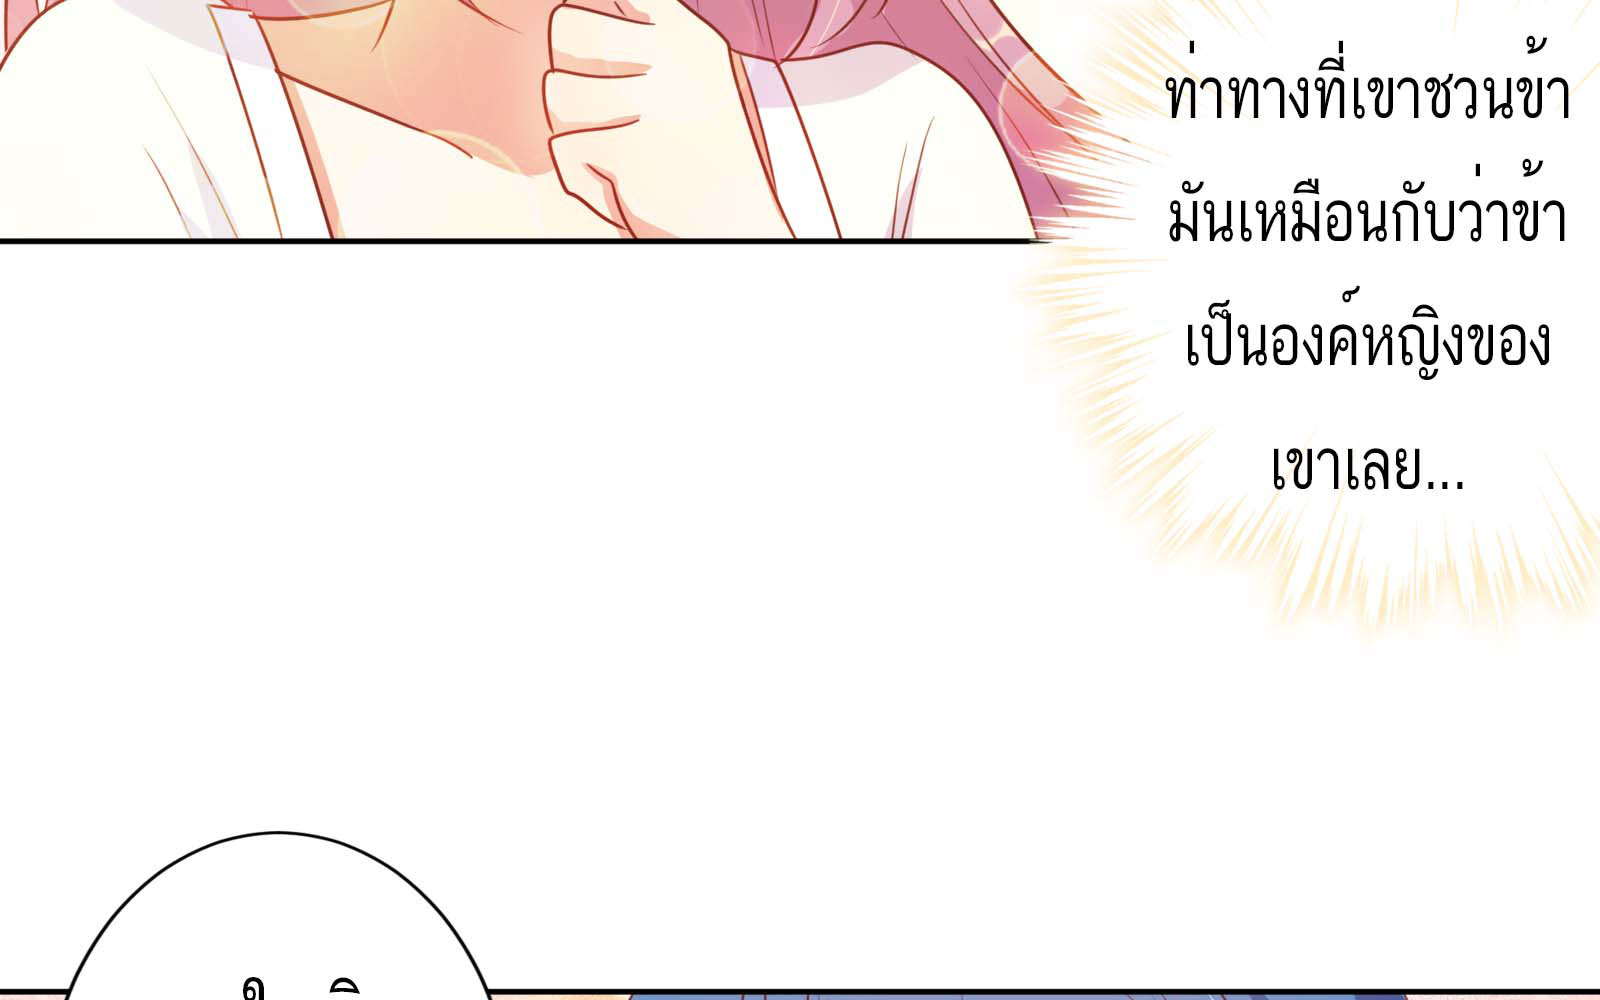 ท่าทางที่เขาชวนข้า
มันเหมือนกับว่าข้า
เป็นองค์หญิงของ
เขาเลย...